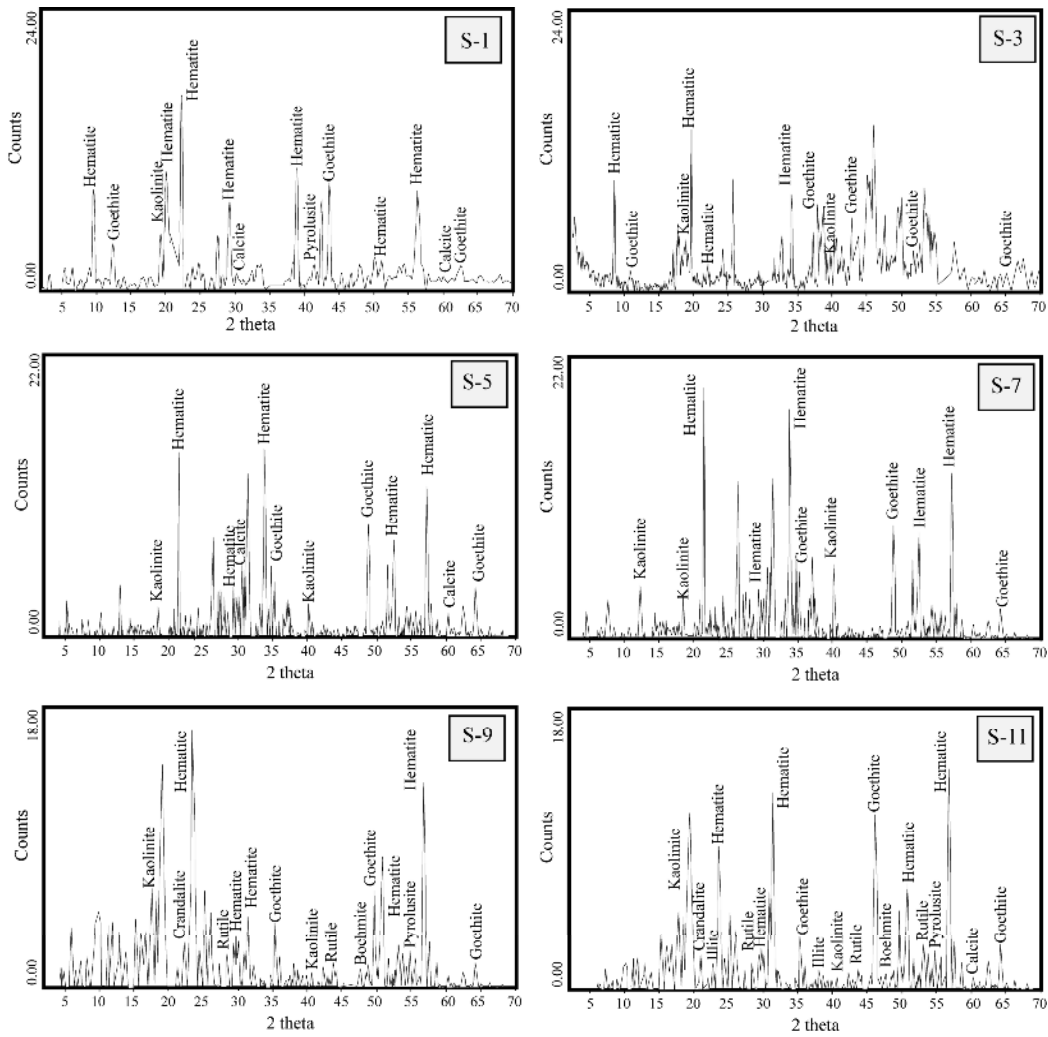 24.00
S-1
Hematite
Goethite
Kaolinite
Hematite
Hematite
Hematite
Calcite
Hematite
Pyrolusite
Goethite
Hematite
Hematite
Calcite
Goethite
Counts
0.00
5 10 15 20 25 30 35 40 45 50 55 60 65 70
2 theta
24.00
S-3
Hematite
Goethite
Kaolinite
Hematite
Hematite
Hematite
Goethite
Kaolinite
Goethite
Goethite
Goethite
Counts
0.00
5 10 15 20 25 30 34 40 45 50 55 60 65 70
2 theta
22.00
S-5
Kaolinite
Hematite
Hematite
Calcite
Hematite
Goethite
Kaolinite
Goethite
Hematite
Hematite
Calcite
Goethite
Counts
0.00
5 10 15 20 25 30 35 40 45 50 55 60 65 70
2 theta
22.00
S-7
Kaolinite
Kaolinite
Hematite
Hematite
Hematite
Goethite
Kaolinite
Goethite
Hematite
Hematite
Goethite
Counts
0.00
5 10 15 20 25 30 35 40 45 50 55 60 65 70
2 theta
18.00
S-9
Kaolinite
Crandalite
Hematite
Rutile
Hematite
Hematite
Goethite
Kaolinite
Rutile
Boehmite
Goethite
Hematite
Pyrolusite
Hematite
Goethite
Counts
0.00
5 10 15 20 25 30 35 40 45 50 55 60 65 70
2 theta
18.00
S-11
Kaolinite
Crandalite
Illite
Hematite
Rutile
Hematite
Hematite
Goethite
Illite
Kaolinite
Rutile
Goethite
Boehmite
Hematite
Rutile
Pyrolusite
Hematite
Calcite
Goethite
Counts
0.00
5 10 15 20 25 30 35 40 45 50 55 60 65 70
2 theta